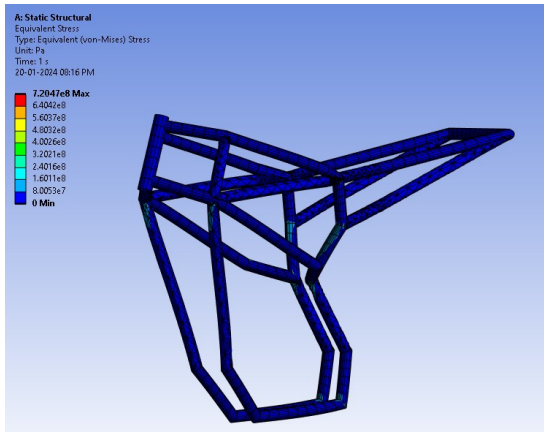 A: Static Structural
Equivalent Stress
Type: Equivalent (von-Mises) Stress
Unit: Pa
Time: 1 s
20-01-2024 08:16 PM
7.2047e8 Max
6.4042e8
5.6037e8
4.8032e8
4.0026e8
3.2021e8
2.4016e8
1.6011e8
8.0053e7
0 Min